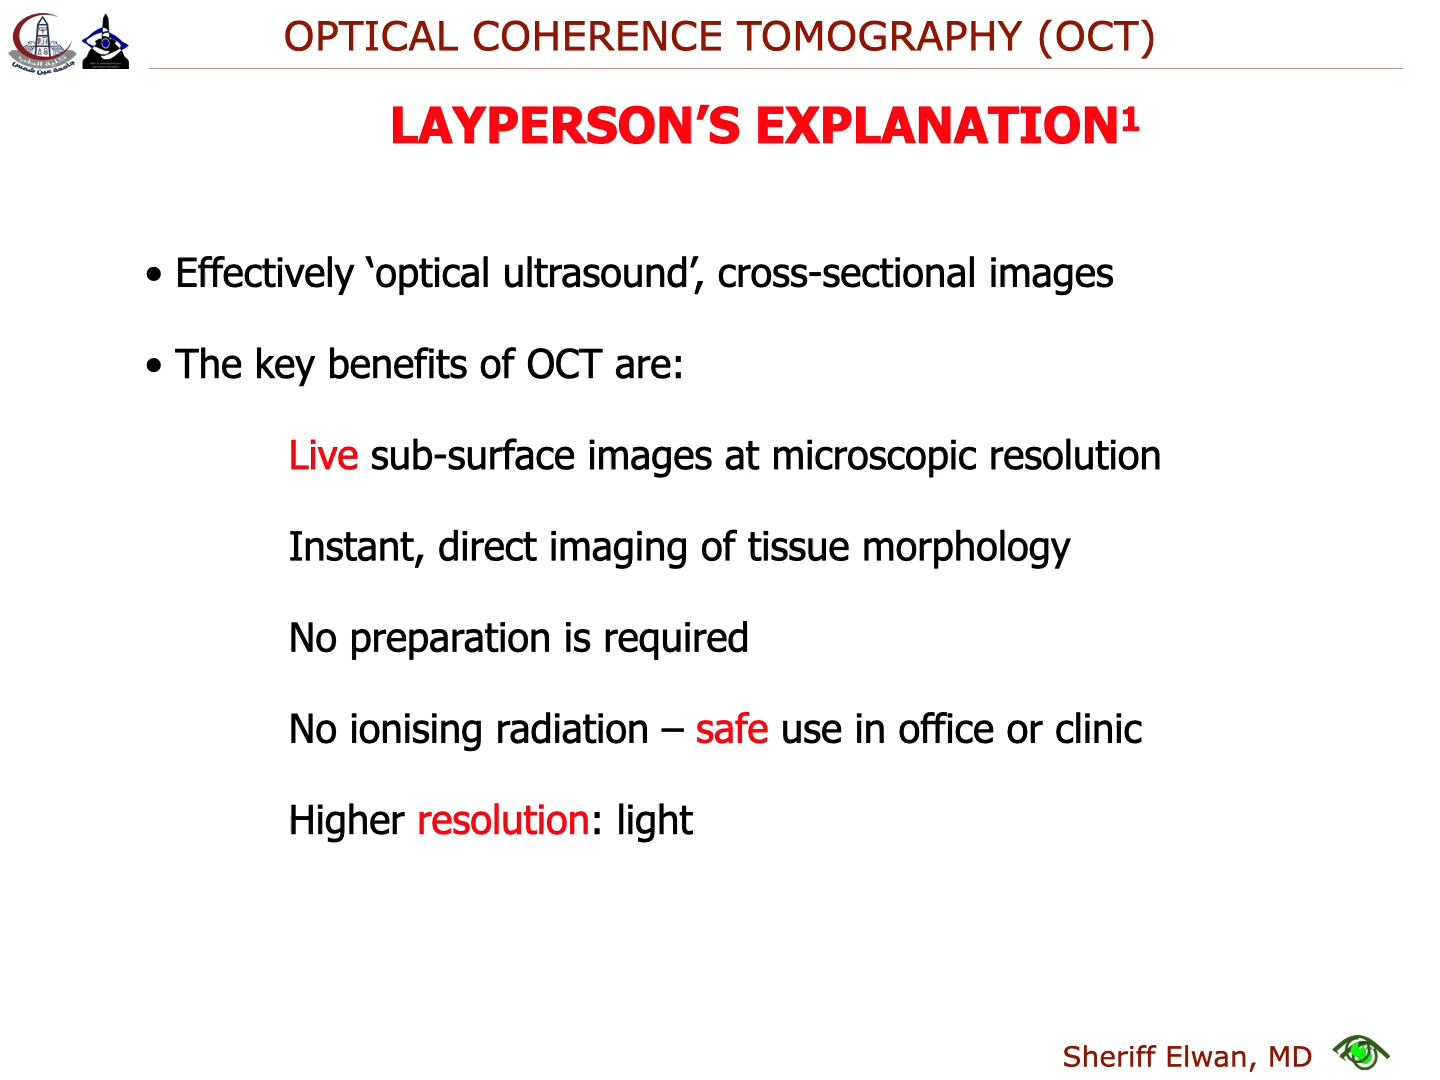 OPTICAL COHERENCE TOMOGRAPHY (OCT)
LAYPERSON’S EXPLANATION¹
• Effectively ‘optical ultrasound’, cross-sectional images
• The key benefits of OCT are:
Live sub-surface images at microscopic resolution
Instant, direct imaging of tissue morphology
No preparation is required
No ionising radiation – safe use in office or clinic
Higher resolution: light
Sheriff Elwan, MD